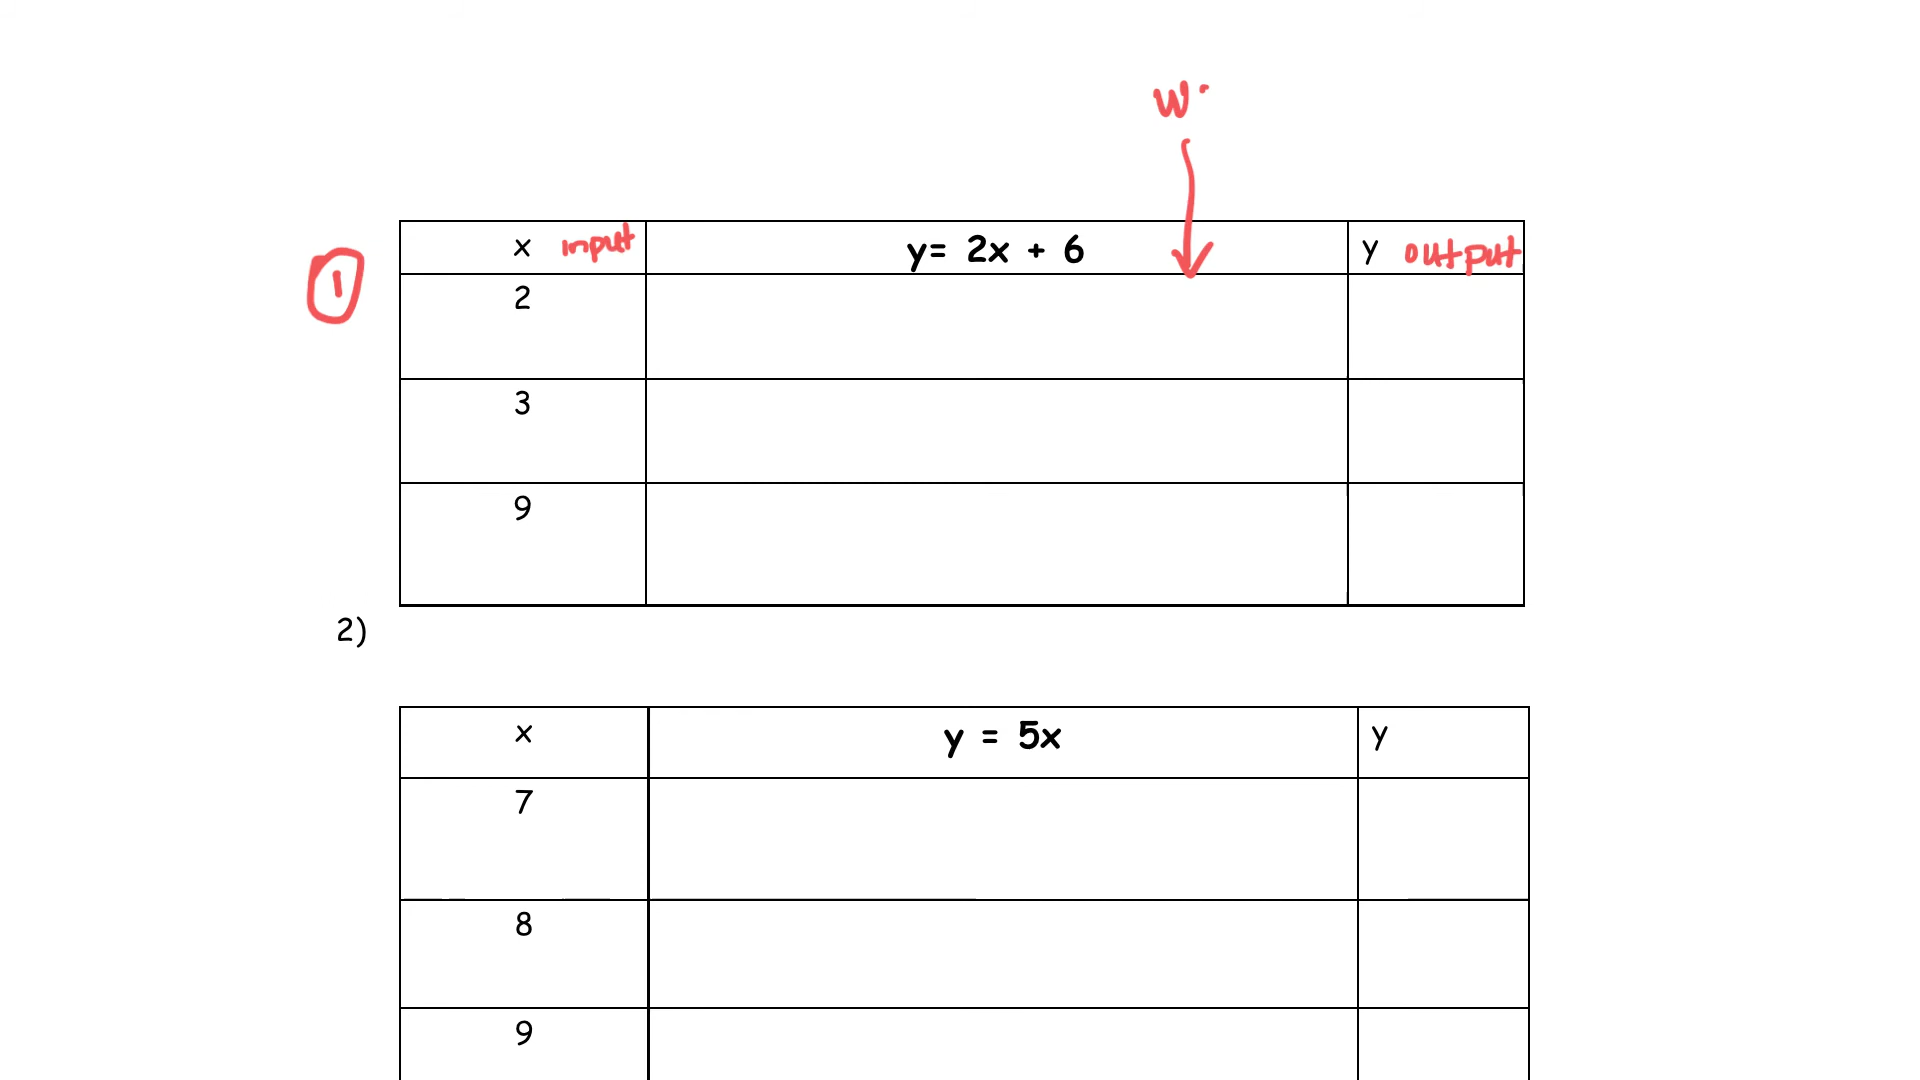 w
x input y= 2x + 6 y output
1
2
3
9
2)
x y = 5x y
7
8
9